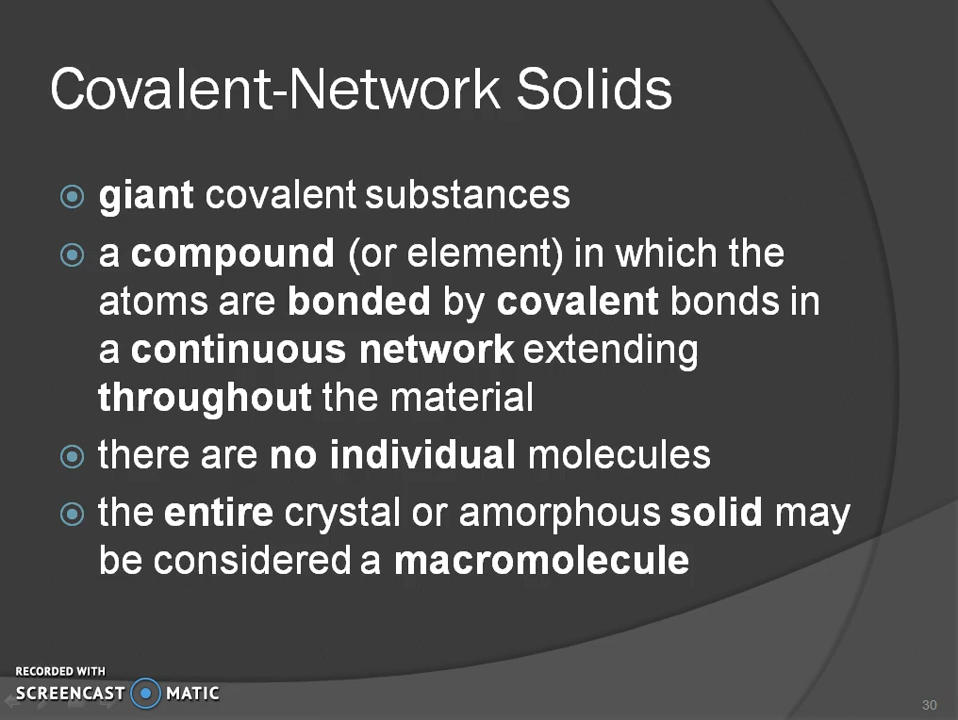 Covalent-Network Solids
giant covalent substances
a compound (or element) in which the
atoms are bonded by covalent bonds in
a continuous network extending
throughout the material
there are no individual molecules
the entire crystal or amorphous solid may
be considered a macromolecule
RECORDED WITH
SCREENCAST MATIC
30